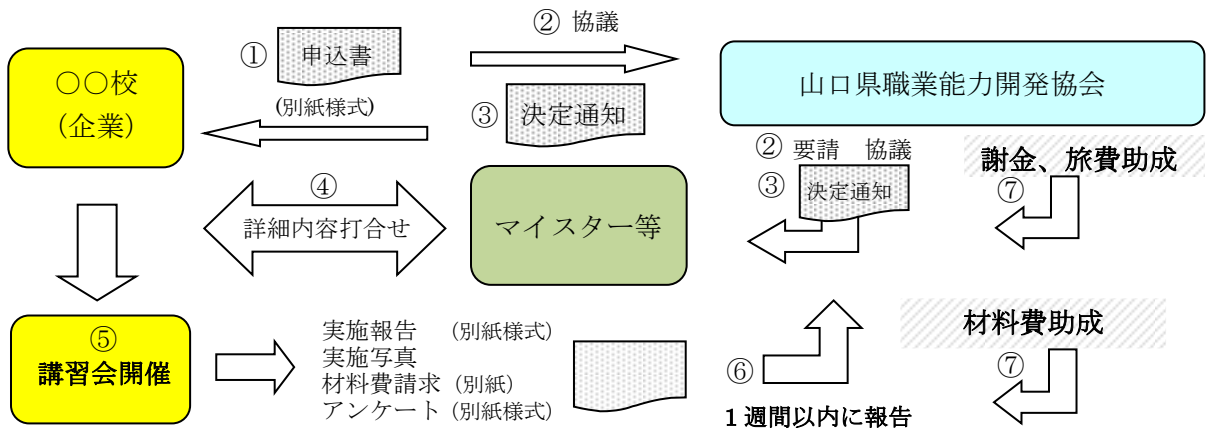 ② 協議
① 申込書
(別紙様式)
③ 決定通知
〇〇校
(企業)
山口県職業能力開発協会
② 要請 協議
③ 決定通知
謝金、旅費助成
⑦
④
詳細内容打合せ
マイスター等
⑤
講習会開催
実施報告 (別紙様式)
実施写真
材料費請求 (別紙)
アンケート (別紙様式)
⑥
1週間以内に報告
材料費助成
⑦